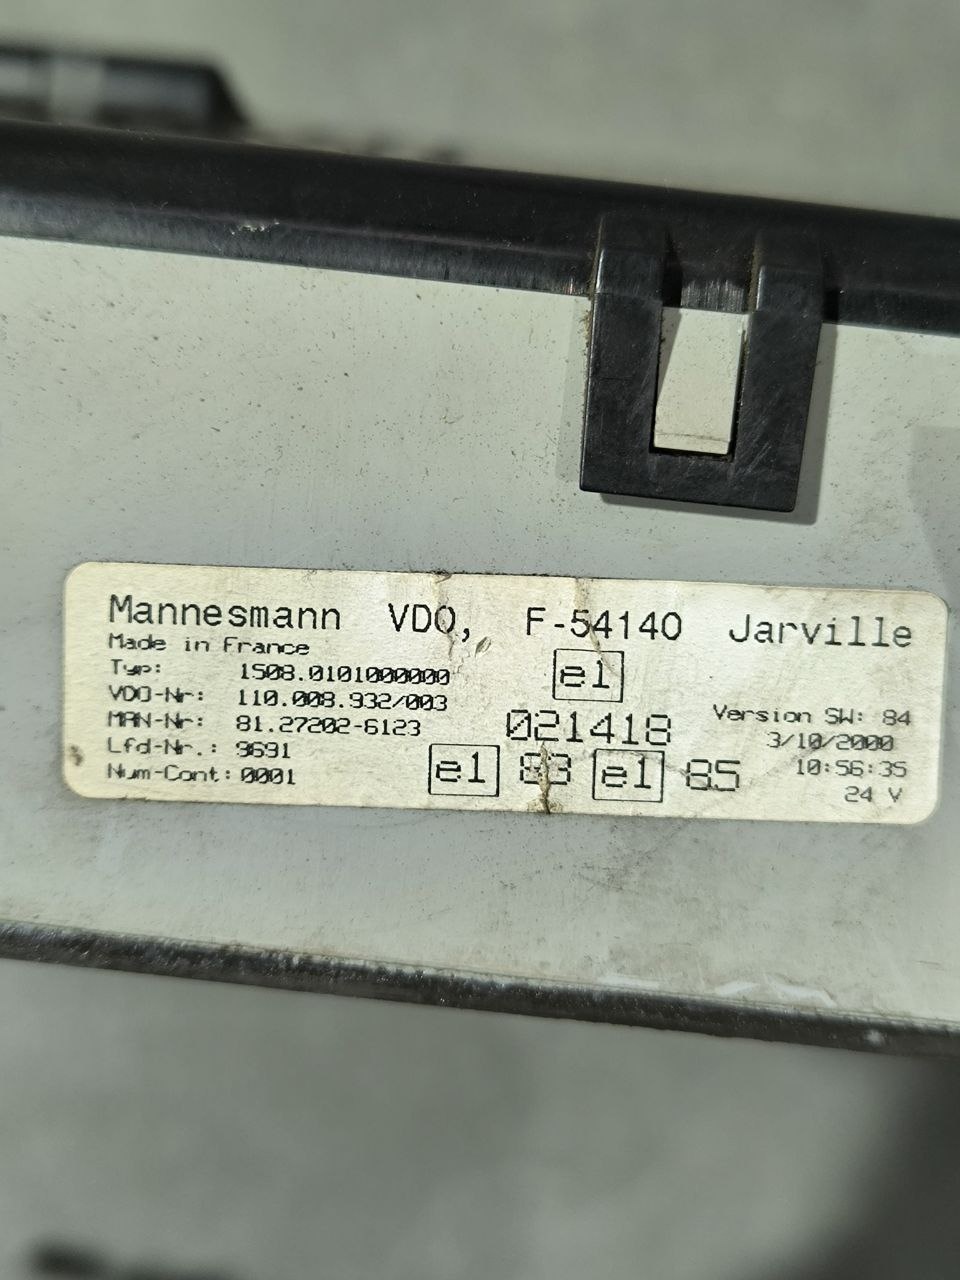 Mannesmann VDO, F-54140 Jarville
Made in France
Typ: 1508.0101000000
e1
VDO-Nr: 110.008.932/003
MAN-Nr: 81.27202-6123
021418
Version SW: 84
Lfd-Nr.: 9691
3/10/2000
Num-Cont: 0001
e1 83 e1 85
10:56:35
24 V